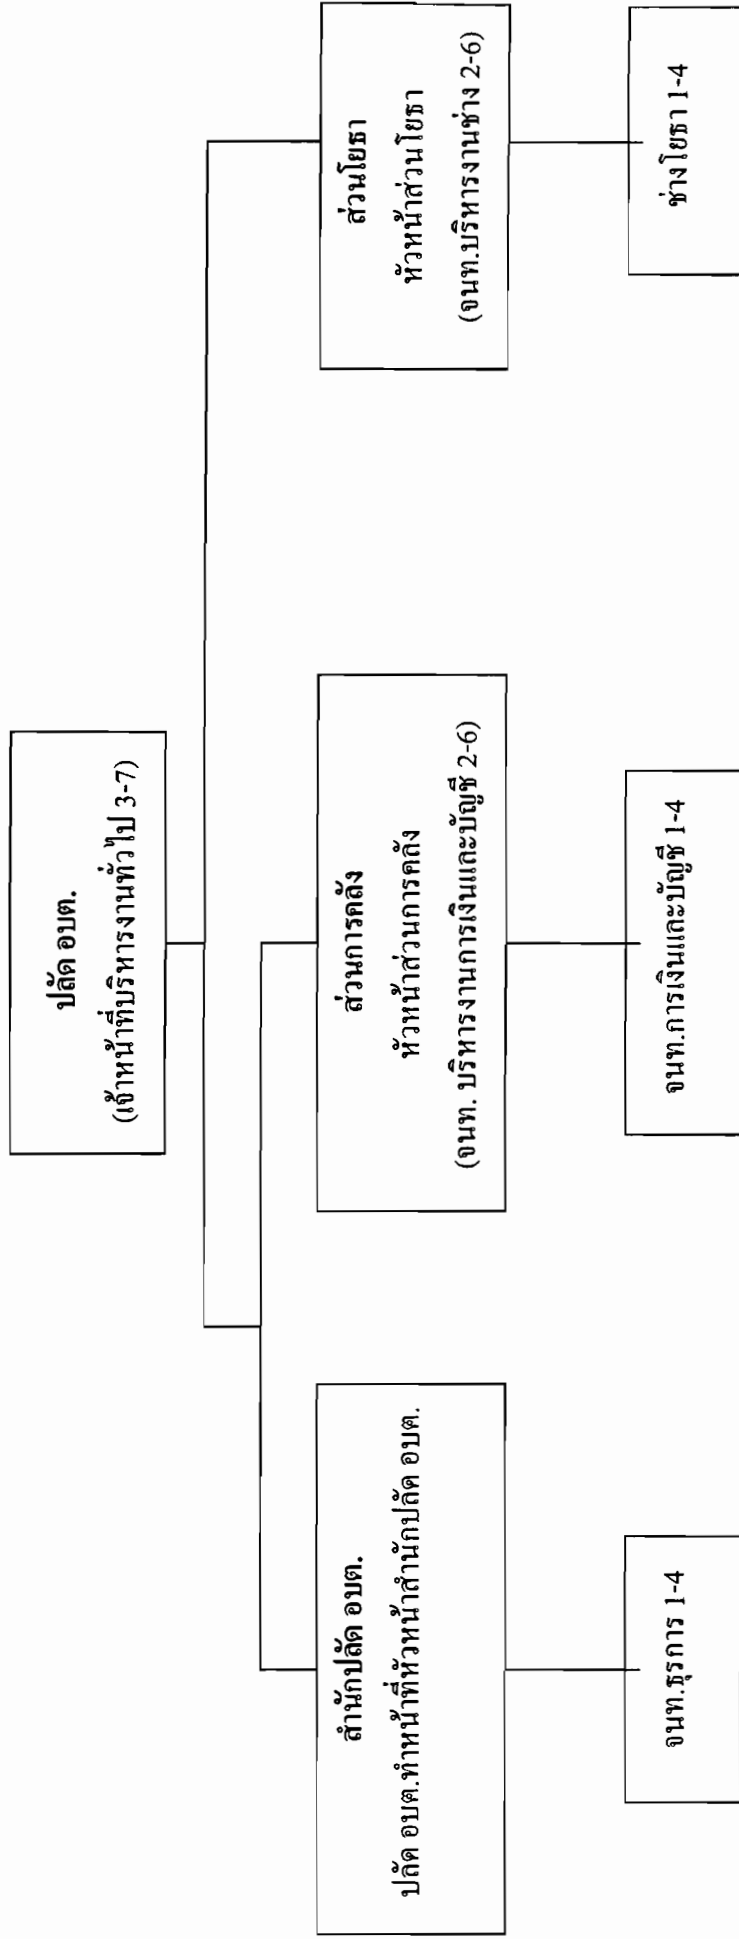 ปลัด อบต.
(เจ้าหน้าที่บริหารงานทั่วไป 3-7)
สำนักปลัด อบต.
ปลัด อบต.ทำหน้าที่หัวหน้าสำนักปลัด อบต.
ส่วนการคลัง
หัวหน้าส่วนการคลัง
(จนท. บริหารงานการเงินและบัญชี 2-6)
ส่วนโยธา
หัวหน้าส่วนโยธา
(จนท.บริหารงานช่าง 2-6)
จนท.ธุรการ 1-4
จนท.การเงินและบัญชี 1-4
ช่างโยธา 1-4